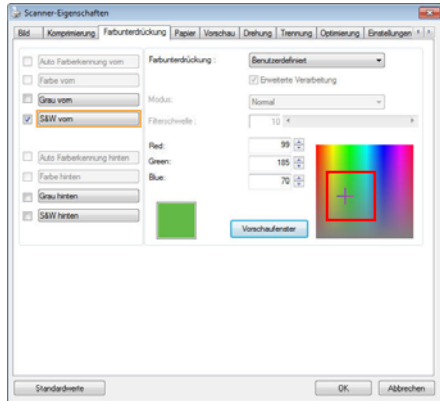 Scanner-Eigenschaften
Bild Komprimierung Farbunterdrückung Papier Vorschau Drehung Trennung Optimierung Einstellungen
Auto Farberkennung vorn
Farbe vorn
Grau vorn
S&W vorn
Auto Farberkennung hinten
Farbe hinten
Grau hinten
S&W hinten
Farbunterdrückung : Benutzerdefiniert
Erweiterte Verarbeitung
Modus: Normal
Filterschwelle : 10
Red: 99
Green: 185
Blue: 70
Vorschaufenster
Standardwerte OK Abbrechen